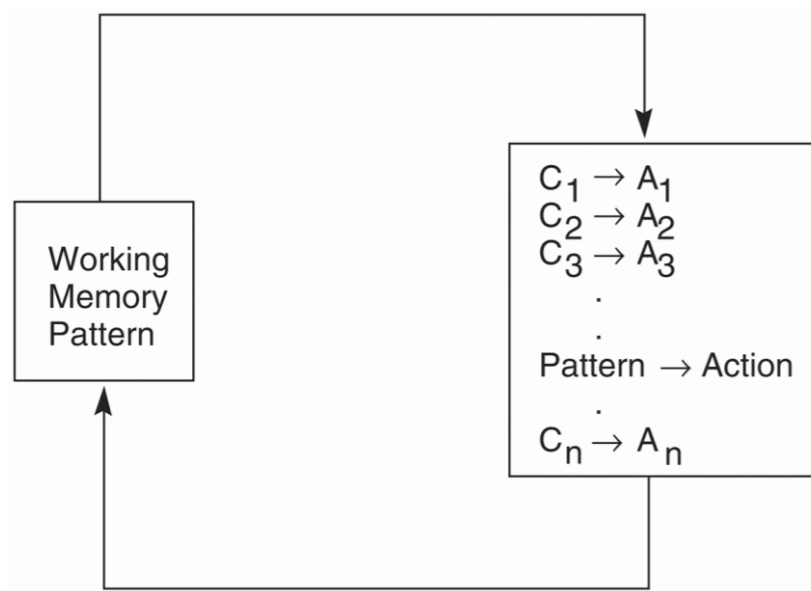 Working
Memory
Pattern
C₁ → A₁
C₂ → A₂
C₃ → A₃
.
.
Pattern → Action
.
Cₙ → Aₙ